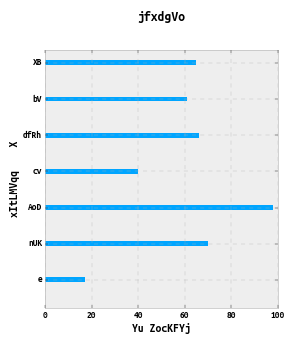 jfxdgVo
XB
bV
dfRh
cv
AoD
nUK
e
xItLMVqq X
0 20 40 60 80 100
Yu ZocKFYj